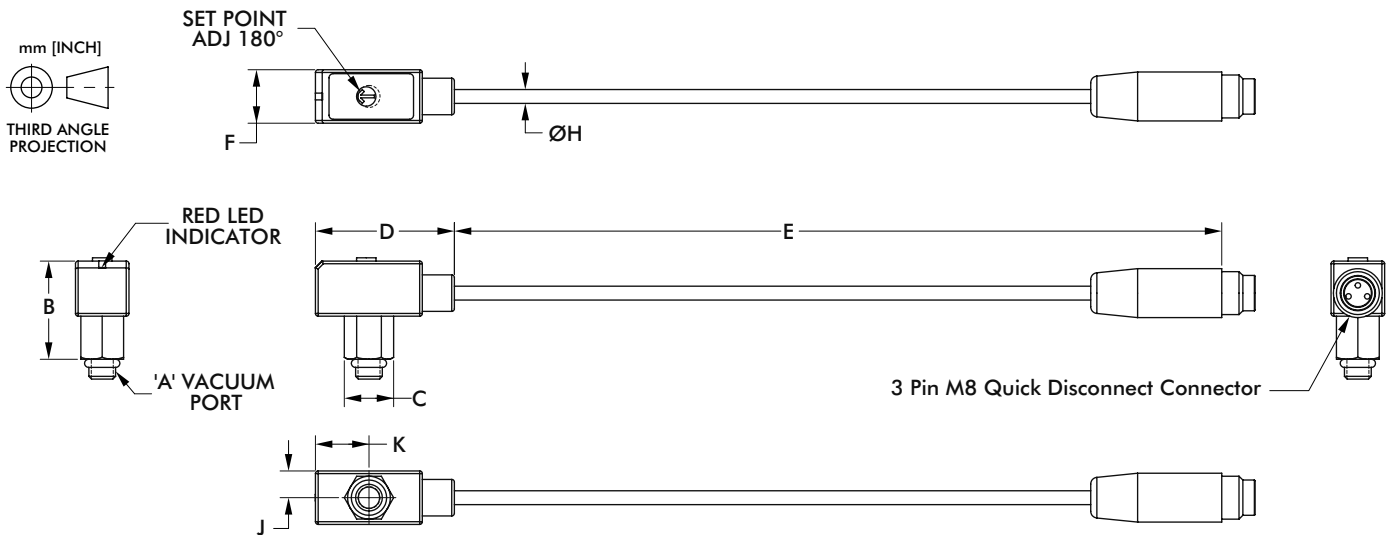 SET POINT
ADJ 180°
mm [INCH]
THIRD ANGLE
PROJECTION
F
ØH
RED LED
INDICATOR
D
E
B
'A' VACUUM
PORT
C
3 Pin M8 Quick Disconnect Connector
K
J